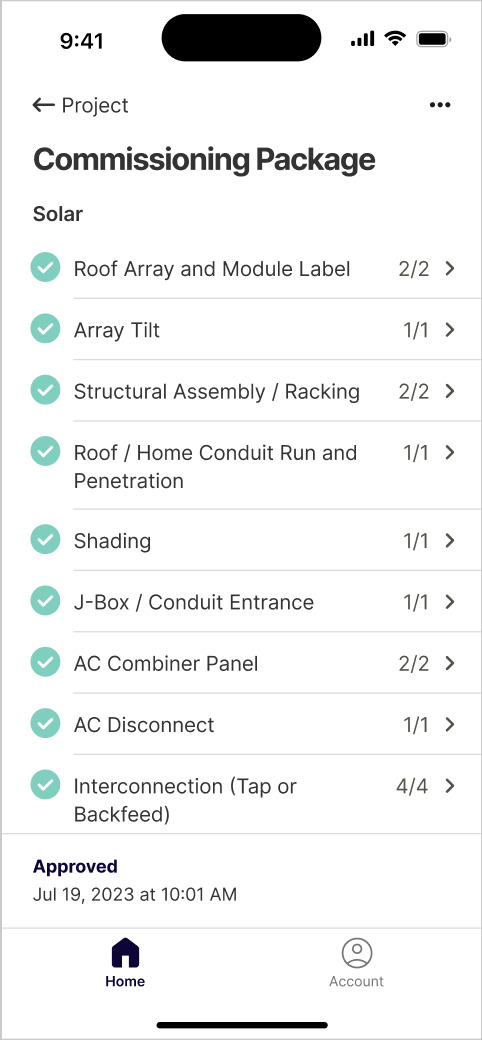 9:41
Project
Commissioning Package
Solar
Roof Array and Module Label 2/2
Array Tilt 1/1
Structural Assembly / Racking 2/2
Roof / Home Conduit Run and 1/1
Penetration
Shading 1/1
J-Box / Conduit Entrance 1/1
AC Combiner Panel 2/2
AC Disconnect 1/1
Interconnection (Tap or 4/4
Backfeed)
Approved
Jul 19, 2023 at 10:01 AM
Home Account